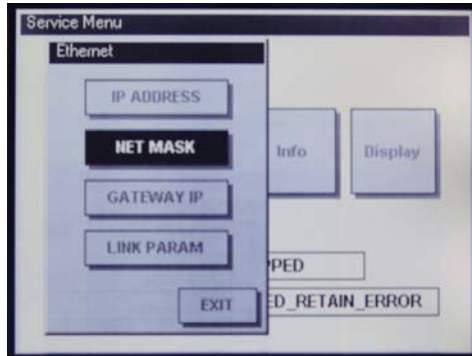 Service Menu
Ethernet
IP ADDRESS
NET MASK
Info
Display
GATEWAY IP
LINK PARAM
PPED
EXIT
ED_RETAIN_ERROR